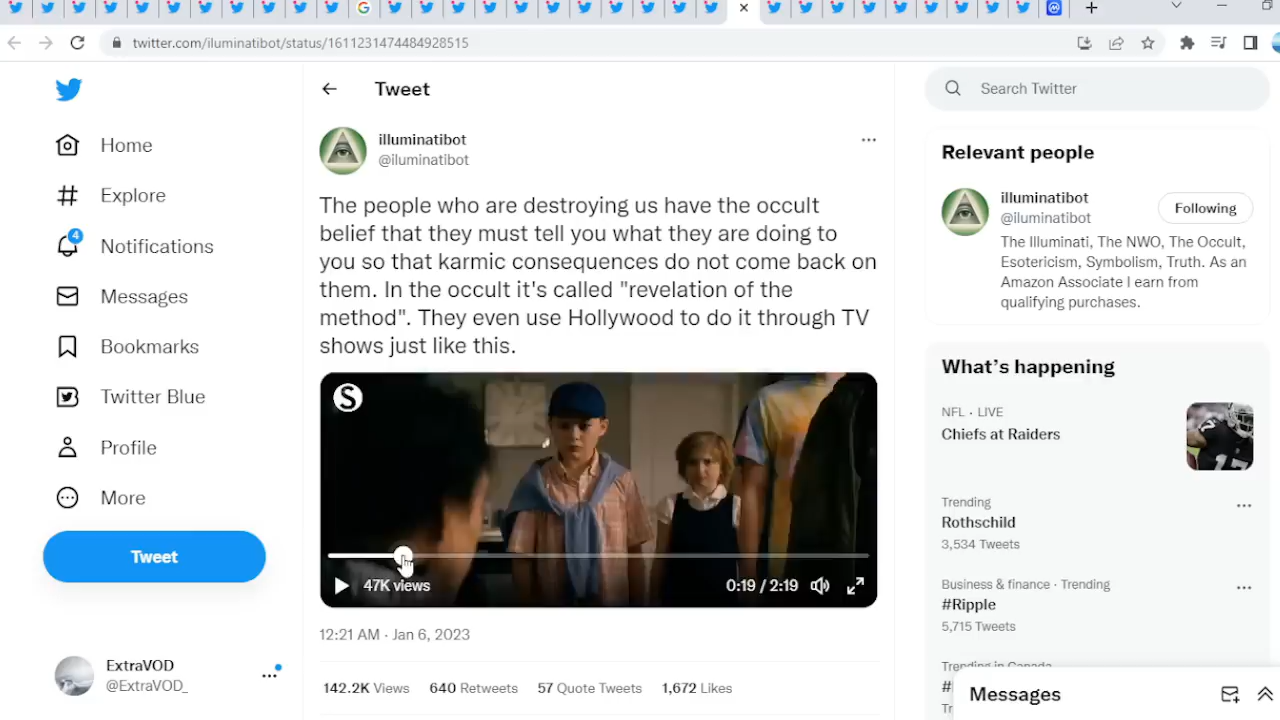 twitter.com/iluminatibot/status/1611231474484928515
Home
Explore
4
Notifications
Messages
Bookmarks
Twitter Blue
Profile
More
Tweet
ExtraVOD
@ExtraVOD_
Tweet
illuminatibot
@iluminatibot
The people who are destroying us have the occult
belief that they must tell you what they are doing to
you so that karmic consequences do not come back on
them. In the occult it's called "revelation of the
method". They even use Hollywood to do it through TV
shows just like this.
S
47K views
0:19 / 2:19
12:21 AM · Jan 6, 2023
142.2K Views 640 Retweets 57 Quote Tweets 1,672 Likes
Search Twitter
Relevant people
illuminatibot
@iluminatibot
Following
The Illuminati, The NWO, The Occult,
Esotericism, Symbolism, Truth. As an
Amazon Associate I earn from
qualifying purchases.
What's happening
NFL · LIVE
Chiefs at Raiders
Trending
Rothschild
3,534 Tweets
Business & finance · Trending
#Ripple
5,715 Tweets
Trending in Canada
Messages